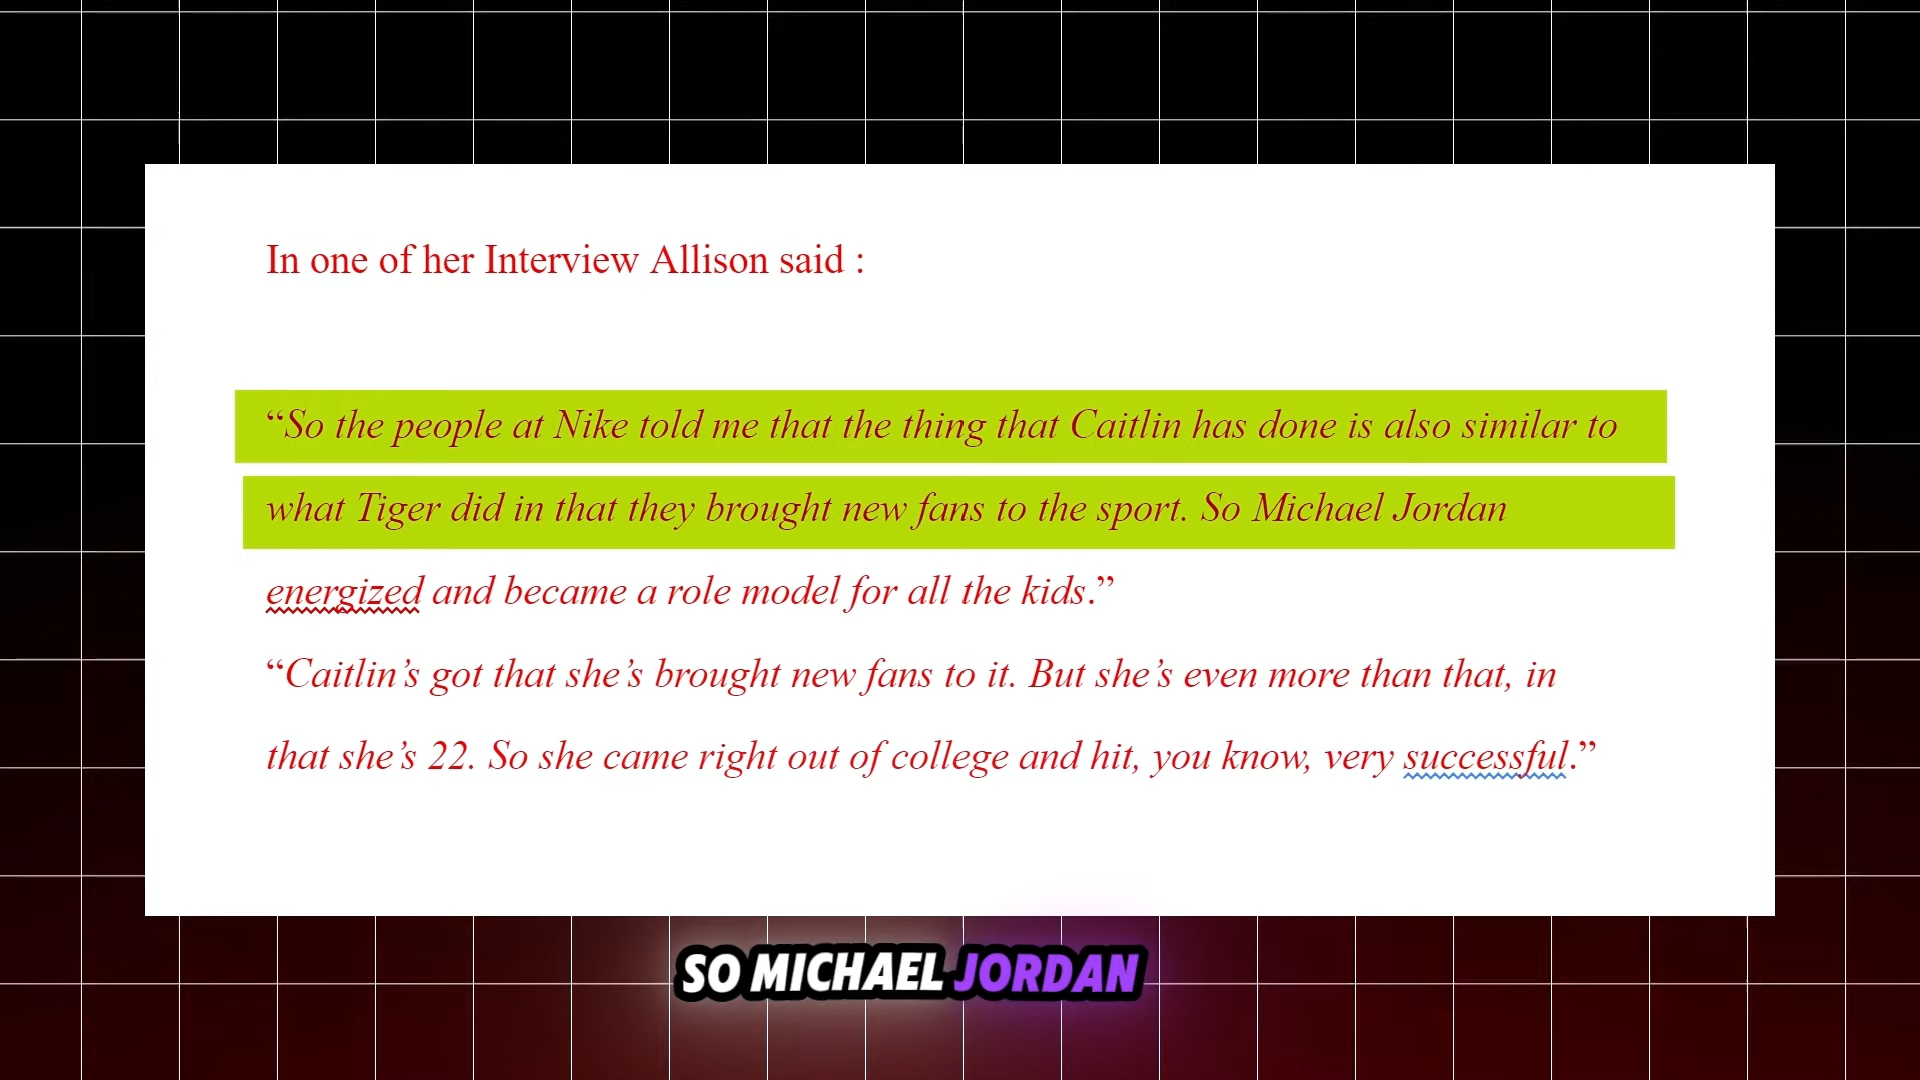 In one of her Interview Allison said :
“So the people at Nike told me that the thing that Caitlin has done is also similar to
what Tiger did in that they brought new fans to the sport. So Michael Jordan
energized and became a role model for all the kids.”
“Caitlin’s got that she’s brought new fans to it. But she’s even more than that, in
that she’s 22. So she came right out of college and hit, you know, very successful.”
SO MICHAEL JORDAN